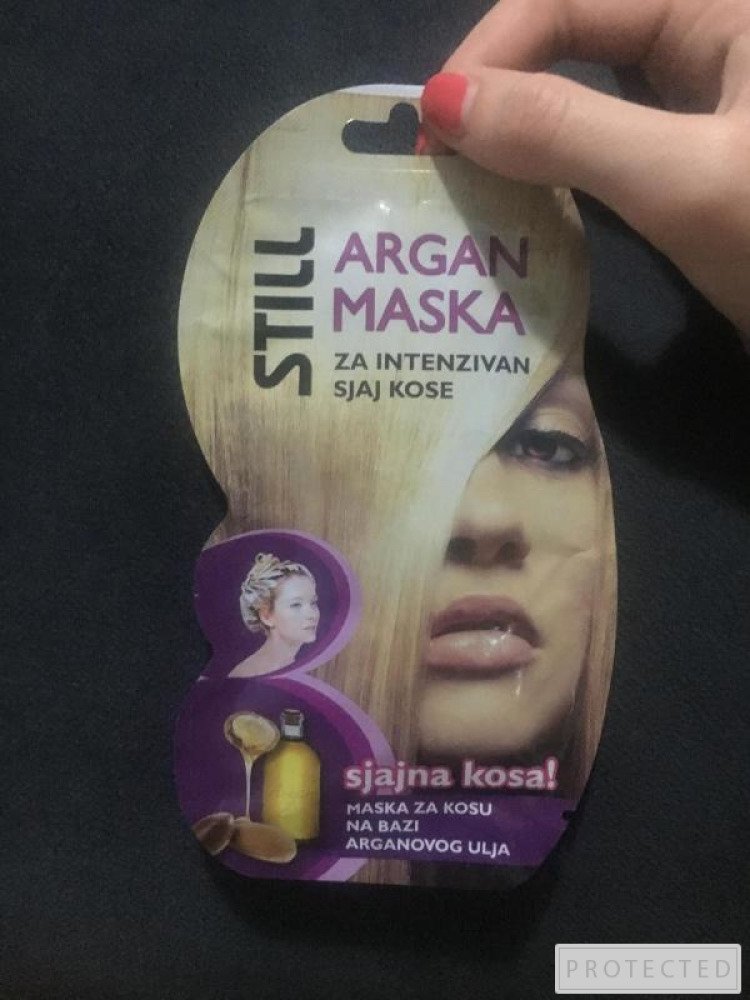 STILL
ARGAN
MASKA
ZA INTENZIVAN
SJAJ KOSE
sjajna kosa!
MASKA ZA KOSU
NA BAZI
ARGANOVOG ULJA
PROTECTED